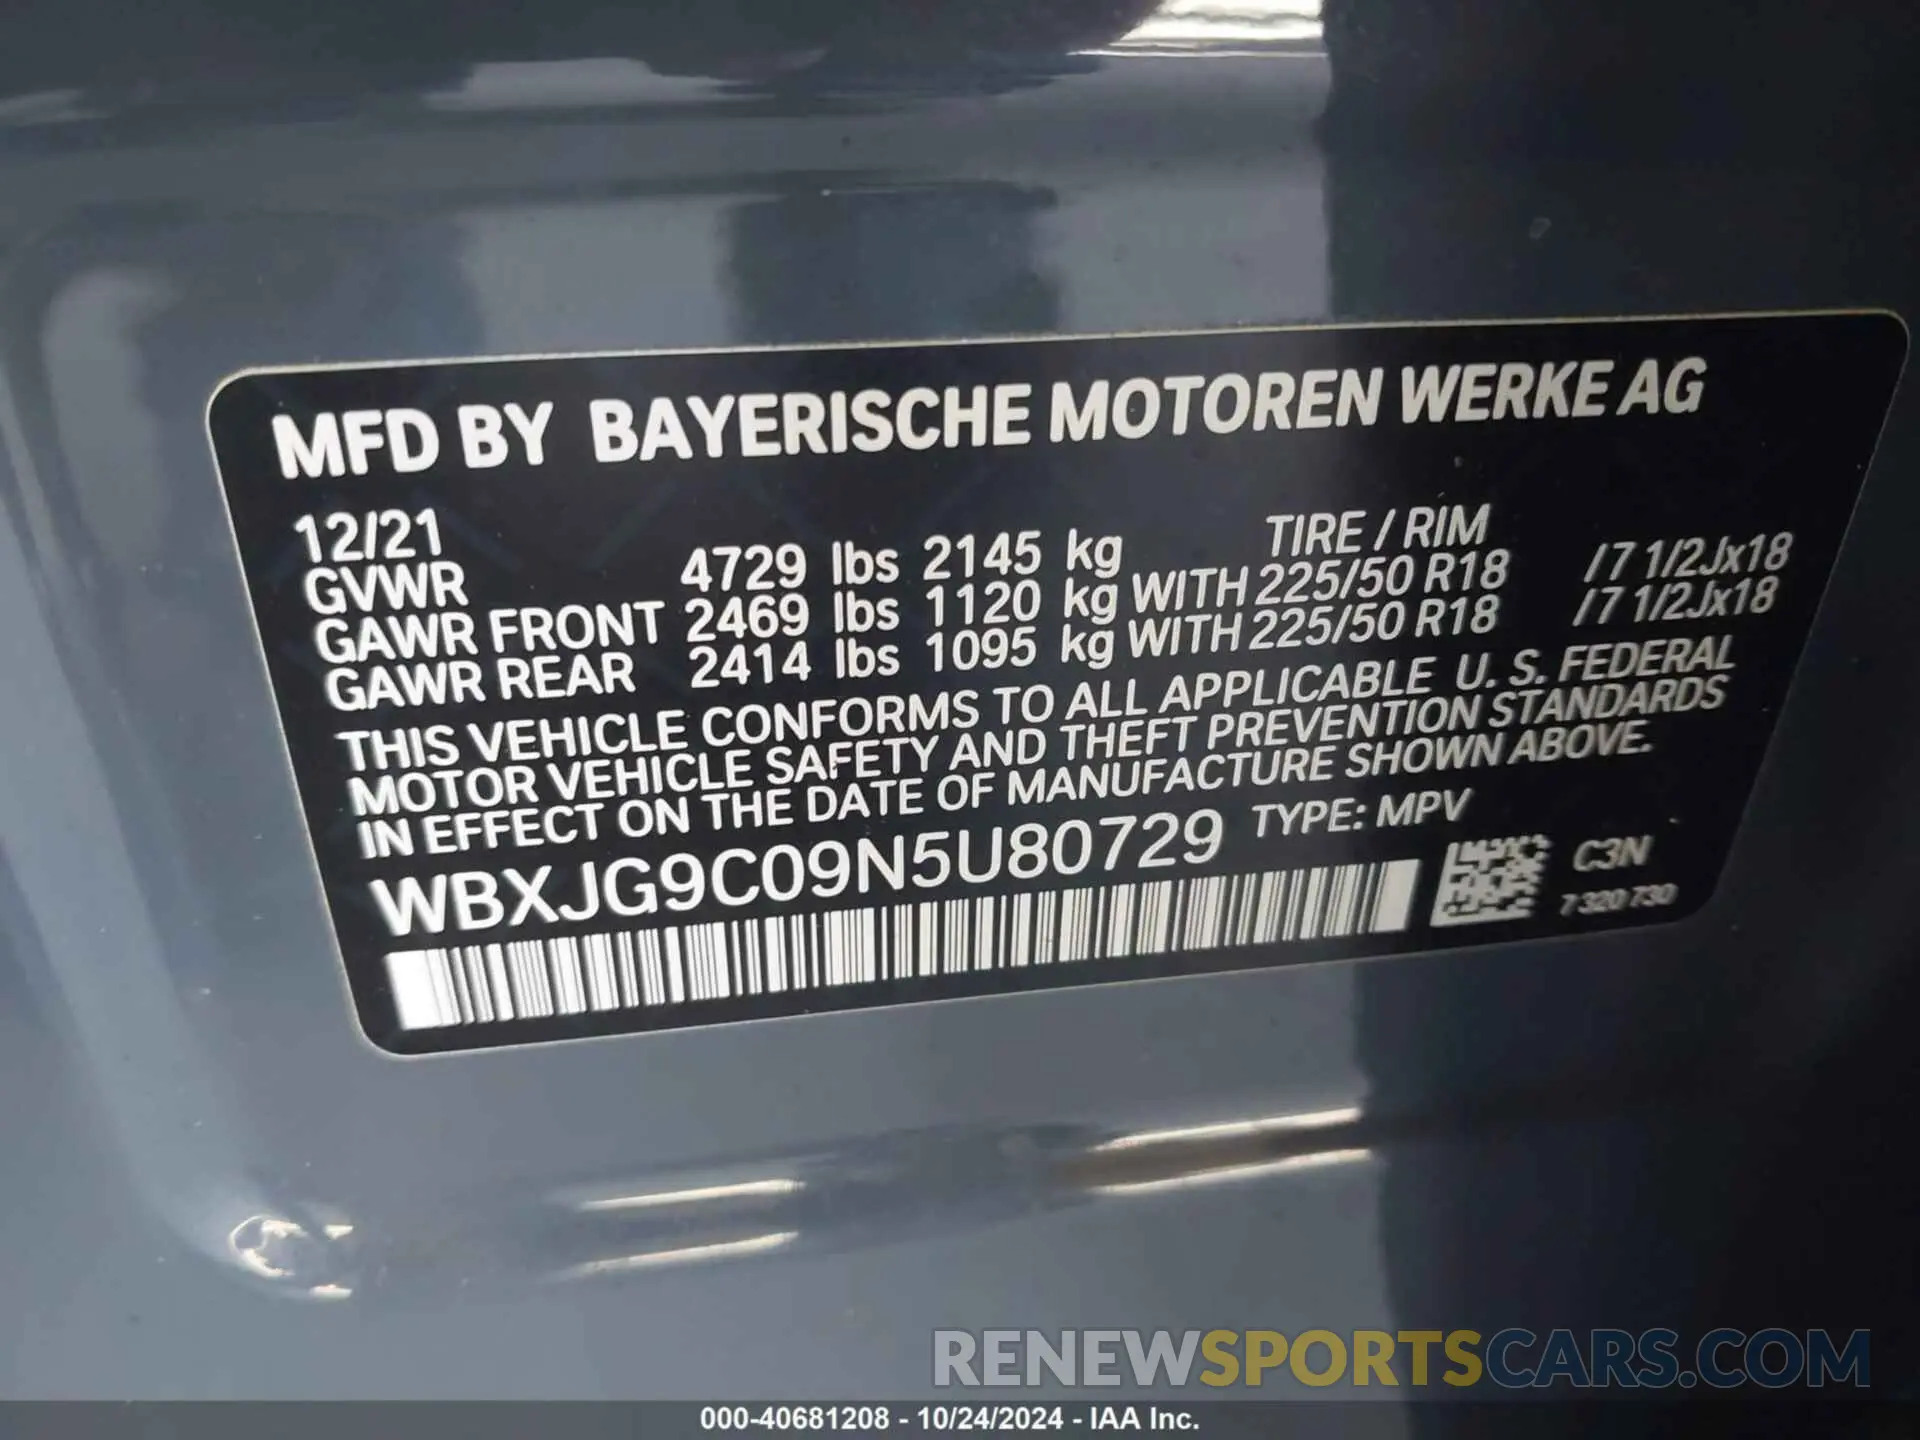 MFD BY BAYERISCHE MOTOREN WERKE AG
12/21
TIRE / RIM
GVWR 4729 lbs 2145 kg
GAWR FRONT 2469 lbs 1120 kg WITH 225/50 R18 /7 1/2Jx18
GAWR REAR 2414 lbs 1095 kg WITH 225/50 R18 /7 1/2Jx18
THIS VEHICLE CONFORMS TO ALL APPLICABLE U. S. FEDERAL
MOTOR VEHICLE SAFETY AND THEFT PREVENTION STANDARDS
IN EFFECT ON THE DATE OF MANUFACTURE SHOWN ABOVE.
WBXJG9C09N5U80729 TYPE: MPV
C3N
7 320 730
RENEWSPORTSCARS.COM
000-40681208 - 10/24/2024 - IAA Inc.